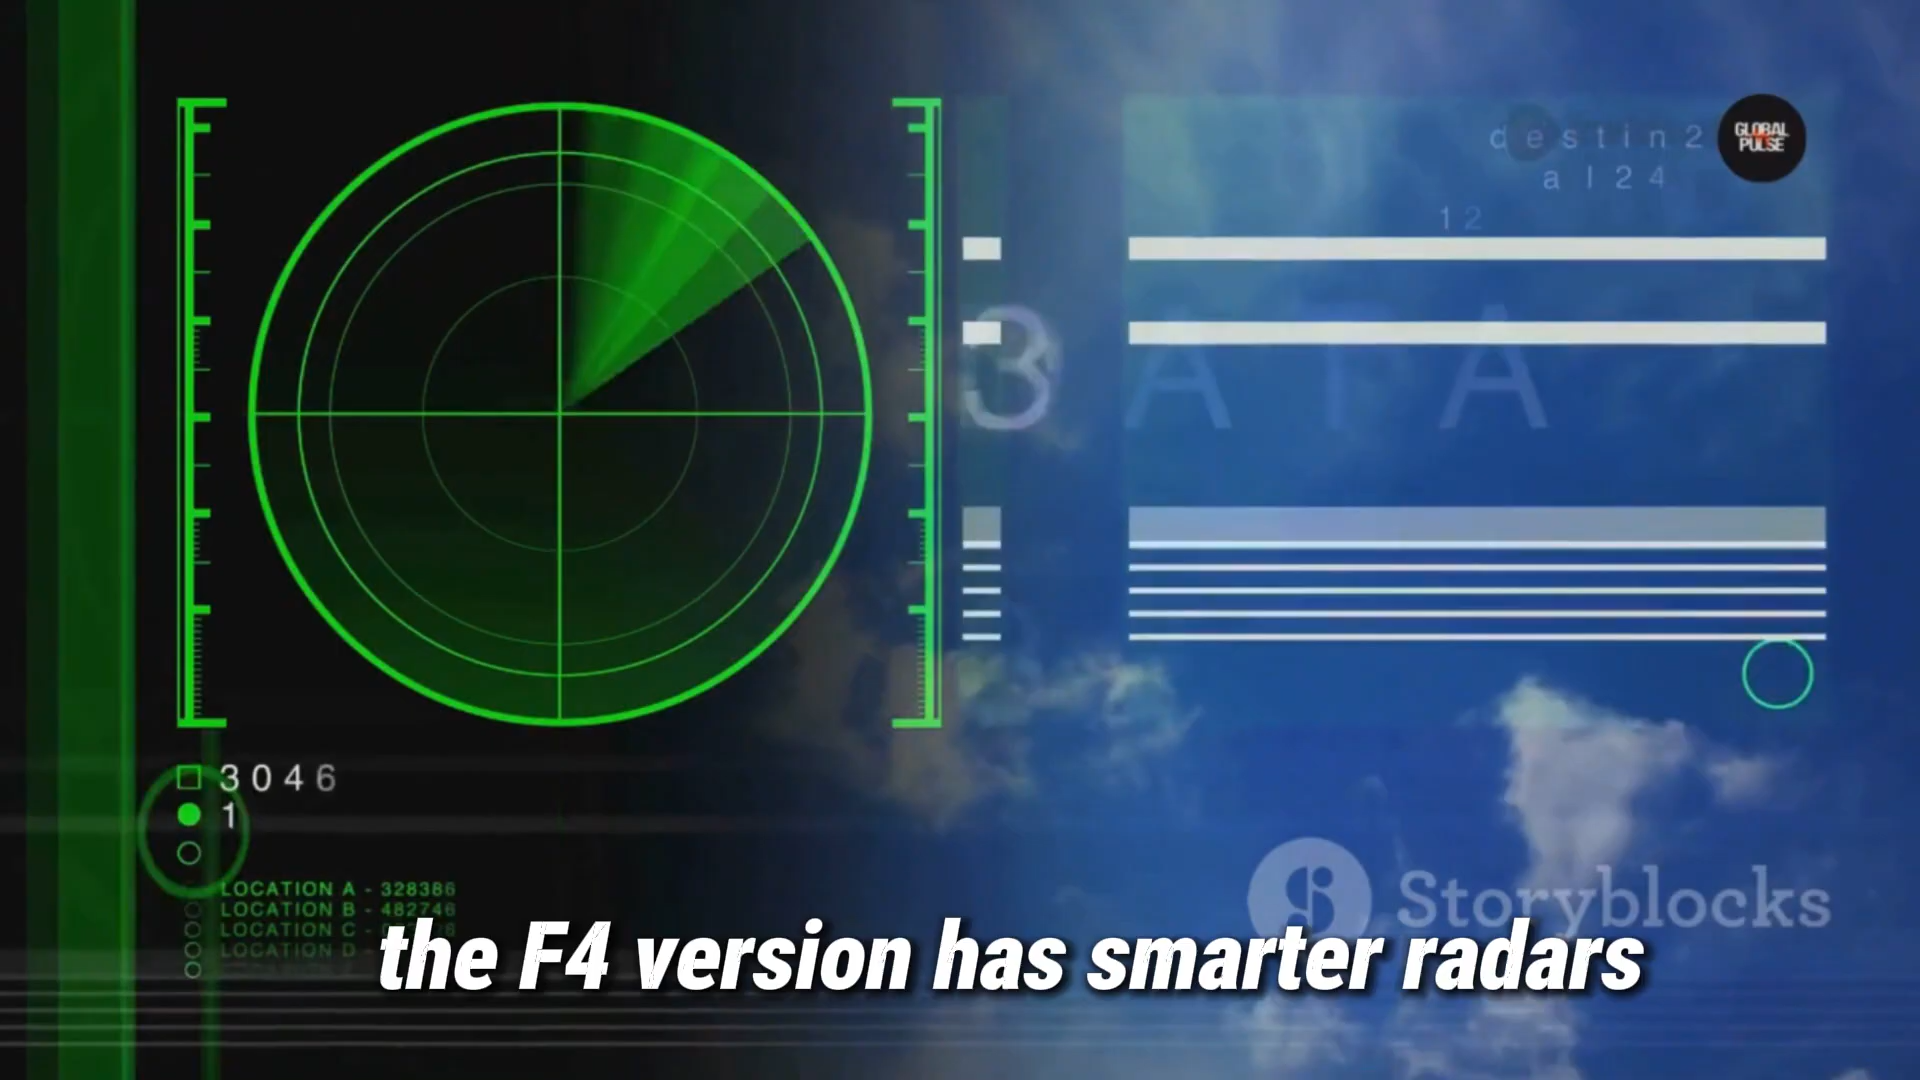 destin2
GLOBAL
PULSE
al24
12
3ATA
3046
1
LOCATION A - 328386
LOCATION B - 482746
LOCATION C -
LOCATION D -
Storyblocks
the F4 version has smarter radars